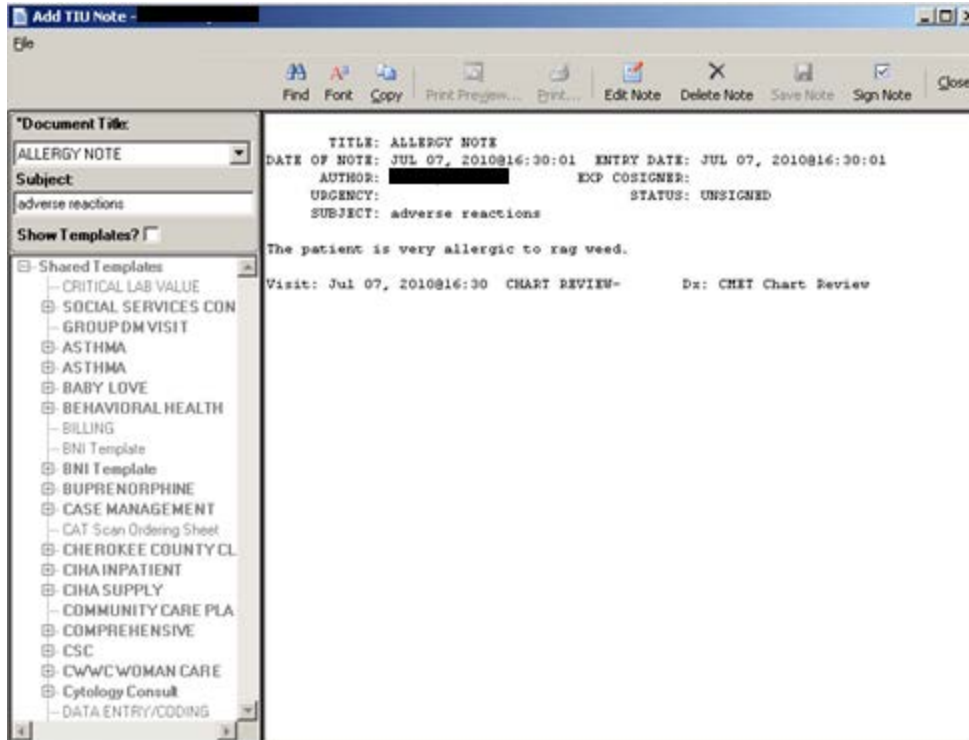 Add TIU Note -
File
Find Font Copy Print Preview... Print... Edit Note Delete Note Save Note Sign Note Close
*Document Title:
ALLERGY NOTE
Subject
adverse reactions
Show Templates?
Shared Templates
CRITICAL LAB VALUE
SOCIAL SERVICES CON
GROUP DM VISIT
ASTHMA
ASTHMA
BABY LOVE
BEHAVIORAL HEALTH
BILLING
BNI Template
BNI Template
BUPRENORPHINE
CASE MANAGEMENT
CAT Scan Ordering Sheet
CHEROKEE COUNTY CL
CIHA INPATIENT
CIHA SUPPLY
COMMUNITY CARE PLA
COMPREHENSIVE
CSC
CWWC WOMAN CARE
Cytology Consult
DATA ENTRY/CODING
TITLE: ALLERGY NOTE
DATE OF NOTE: JUL 07, 2010@16:30:01 ENTRY DATE: JUL 07, 2010@16:30:01
AUTHOR: EXP COSIGNER:
URGENCY: STATUS: UNSIGNED
SUBJECT: adverse reactions
The patient is very allergic to rag weed.
Visit: Jul 07, 2010@16:30 CHART REVIEW- Dx: CMET Chart Review